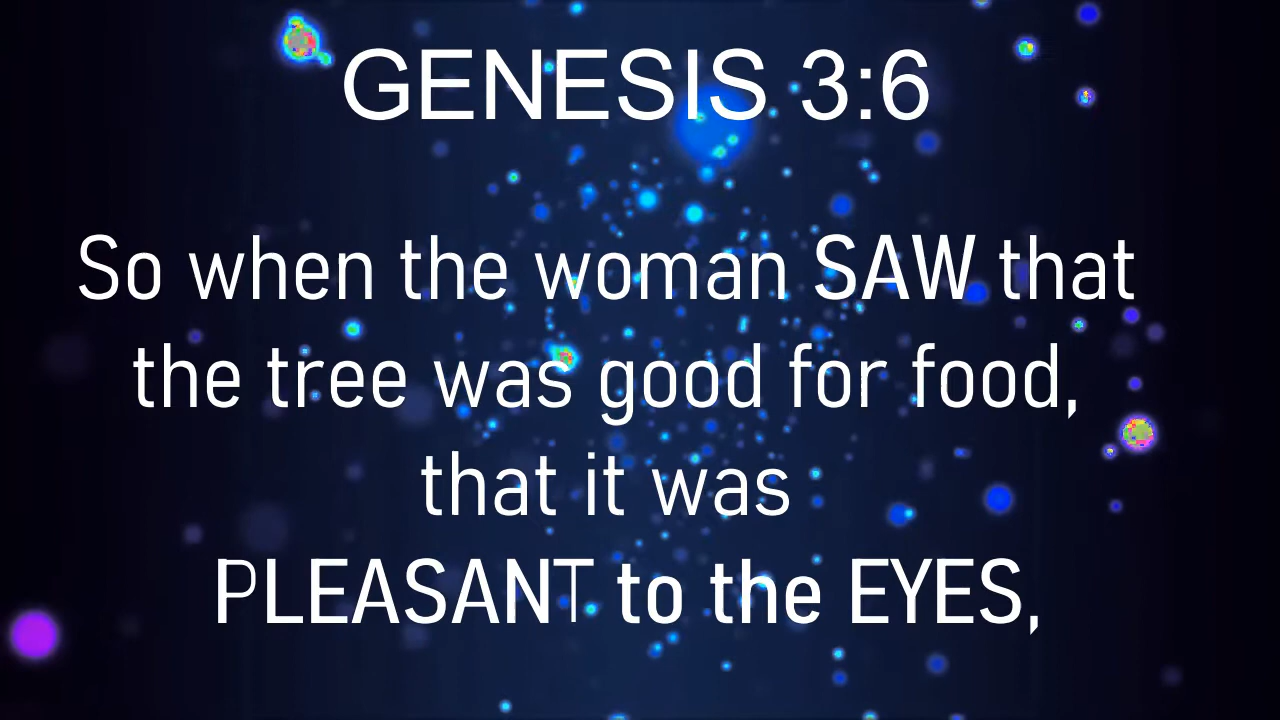 GENESIS 3:6
So when the woman SAW that
the tree was good for food,
that it was
PLEASANT to the EYES,